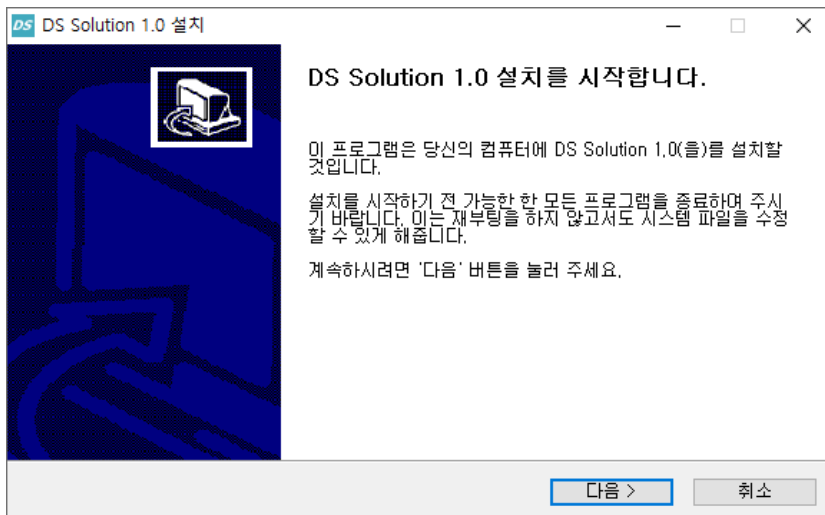 DS DS Solution 1.0 설치
DS Solution 1.0 설치를 시작합니다.
이 프로그램은 당신의 컴퓨터에 DS Solution 1.0(을)를 설치할
것입니다.
설치를 시작하기 전 가능한 한 모든 프로그램을 종료하여 주시
기 바랍니다. 이는 재부팅을 하지 않고서도 시스템 파일을 수정
할 수 있게 해줍니다.
계속하시려면 '다음' 버튼을 눌러 주세요.
다음 >
취소